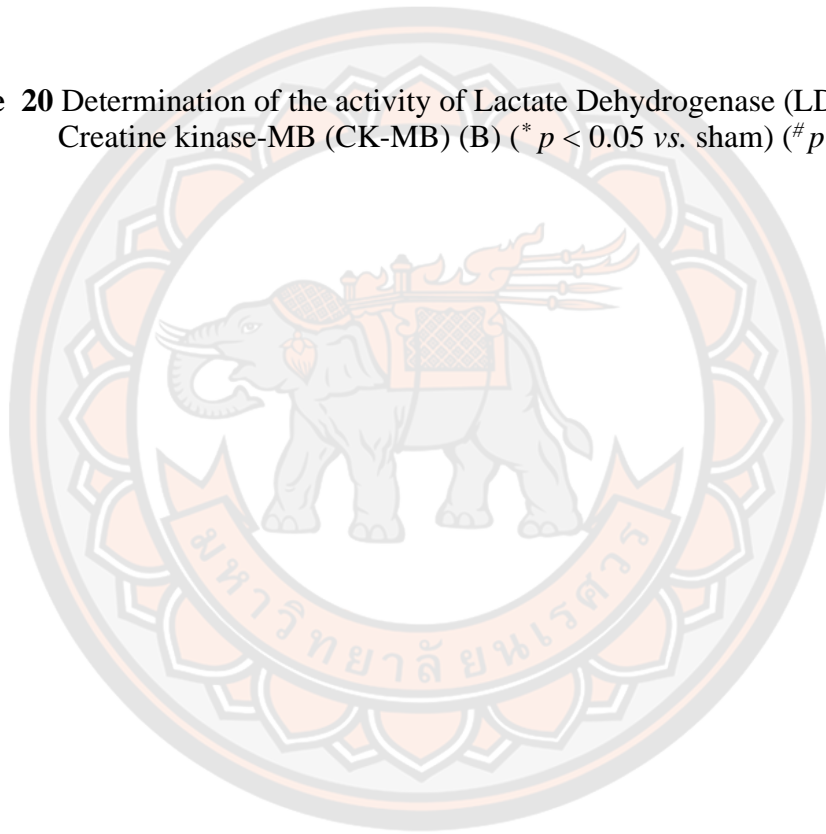 e 20 Determination of the activity of Lactate Dehydrogenase (LD
Creatine kinase-MB (CK-MB) (B) (* p < 0.05 vs. sham) (# p
มหาวิทยาลัยนเรศวร